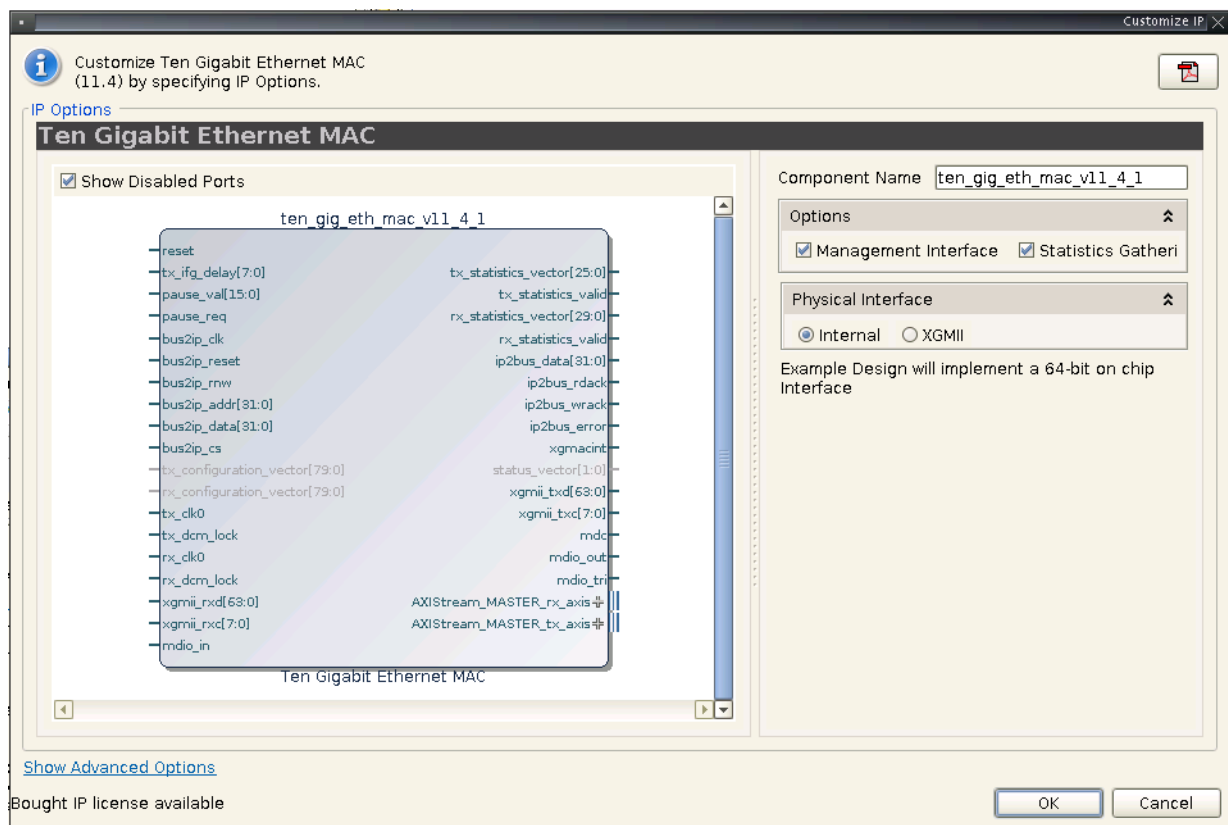 Customize IP
Customize Ten Gigabit Ethernet MAC
(11.4) by specifying IP Options.
IP Options
Ten Gigabit Ethernet MAC
Show Disabled Ports
ten_gig_eth_mac_v11_4_1
reset
tx_ifg_delay[7:0]
pause_val[15:0]
pause_req
bus2ip_clk
bus2ip_reset
bus2ip_rnw
bus2ip_addr[31:0]
bus2ip_data[31:0]
bus2ip_cs
tx_configuration_vector[79:0]
rx_configuration_vector[79:0]
tx_clk0
tx_dcm_lock
rx_clk0
rx_dcm_lock
xgmii_rxd[63:0]
xgmii_rxc[7:0]
mdio_in
tx_statistics_vector[25:0]
tx_statistics_valid
rx_statistics_vector[29:0]
rx_statistics_valid
ip2bus_data[31:0]
ip2bus_rdack
ip2bus_wrack
ip2bus_error
xgmacint
status_vector[1:0]
xgmii_txd[63:0]
xgmii_txc[7:0]
mdc
mdio_out
mdio_tri
AXIStream_MASTER_rx_axis
AXIStream_MASTER_tx_axis
Ten Gigabit Ethernet MAC
Component Name ten_gig_eth_mac_v11_4_1
Options
Management Interface Statistics Gatheri
Physical Interface
Internal XGMII
Example Design will implement a 64-bit on chip
Interface
Show Advanced Options
Bought IP license available
OK Cancel